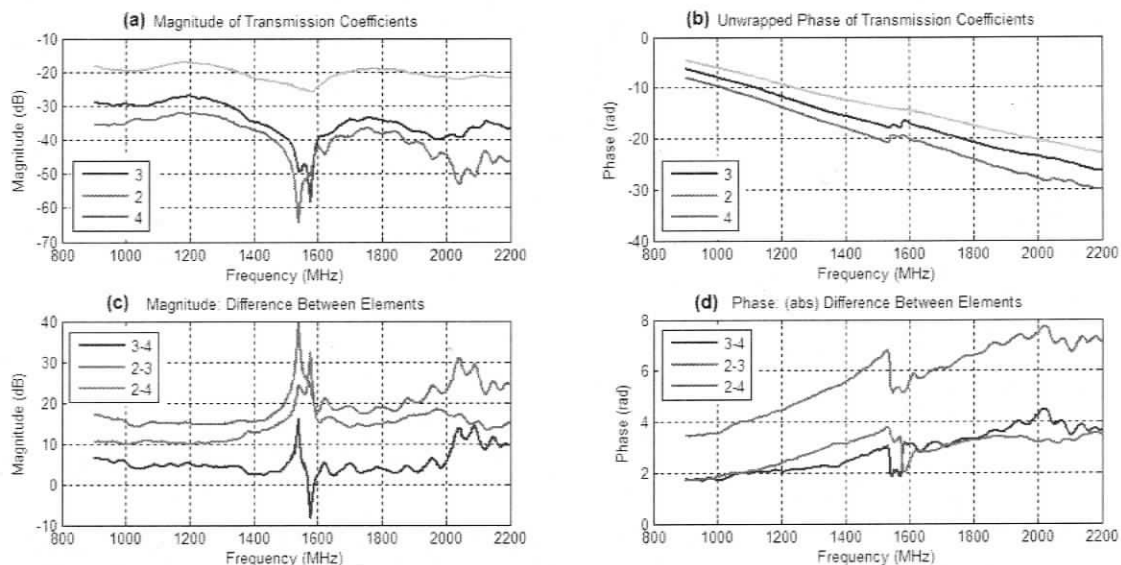 (a) Magnitude of Transmission Coefficients
-10
-20
-30
-40
-50
-60
-70
Magnitude (dB)
3
2
4
800 1000 1200 1400 1600 1800 2000 2200
Frequency (MHz)
(b) Unwrapped Phase of Transmission Coefficients
0
-10
-20
-30
-40
Phase (rad)
3
2
4
800 1000 1200 1400 1600 1800 2000 2200
Frequency (MHz)
(c) Magnitude: Difference Between Elements
40
30
20
10
0
-10
Magnitude (dB)
3-4
2-3
2-4
800 1000 1200 1400 1600 1800 2000 2200
Frequency (MHz)
(d) Phase: (abs) Difference Between Elements
8
6
4
2
0
Phase (rad)
3-4
2-3
2-4
800 1000 1200 1400 1600 1800 2000 2200
Frequency (MHz)